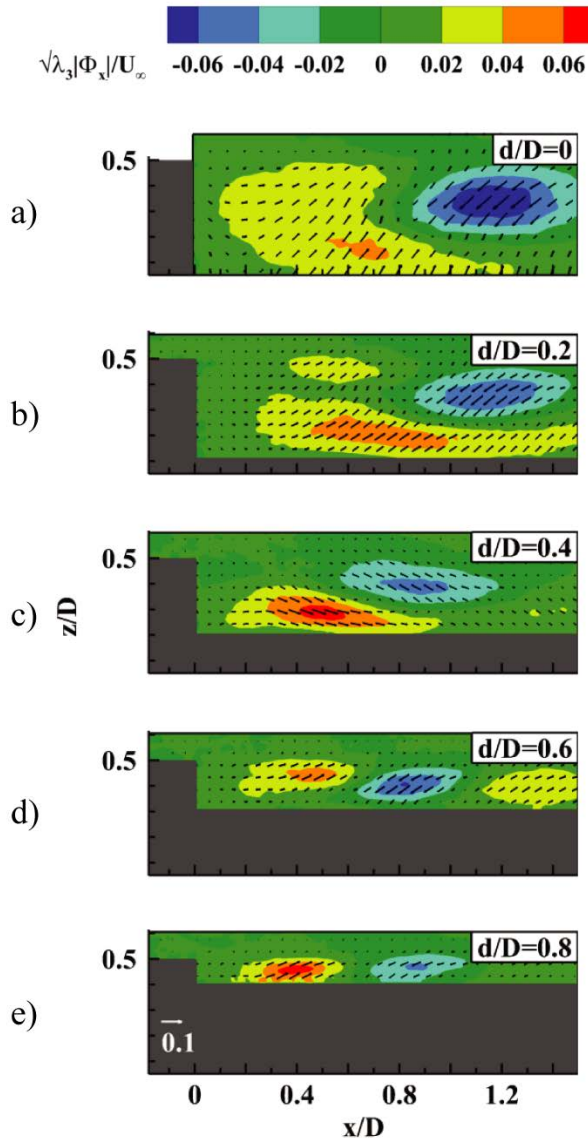 √λ₃|Φₓ|/U∞ -0.06 -0.04 -0.02 0 0.02 0.04 0.06
a) 0.5 d/D=0
b) 0.5 d/D=0.2
c) 0.5 d/D=0.4
z/D
d) 0.5 d/D=0.6
e) 0.5 d/D=0.8
0.1
0 0.4 0.8 1.2
x/D